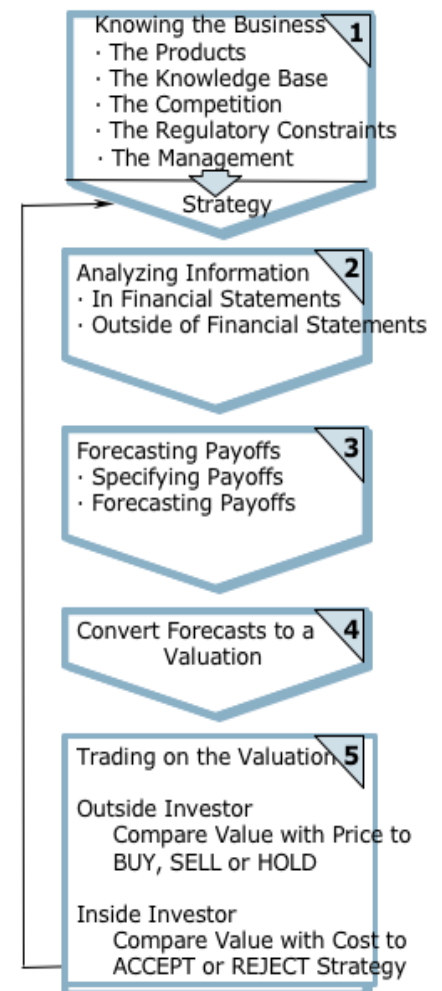 Knowing the Business
1
· The Products
· The Knowledge Base
· The Competition
· The Regulatory Constraints
· The Management
Strategy
2
Analyzing Information
· In Financial Statements
· Outside of Financial Statements
3
Forecasting Payoffs
· Specifying Payoffs
· Forecasting Payoffs
4
Convert Forecasts to a
Valuation
5
Trading on the Valuation
Outside Investor
Compare Value with Price to
BUY, SELL or HOLD
Inside Investor
Compare Value with Cost to
ACCEPT or REJECT Strategy